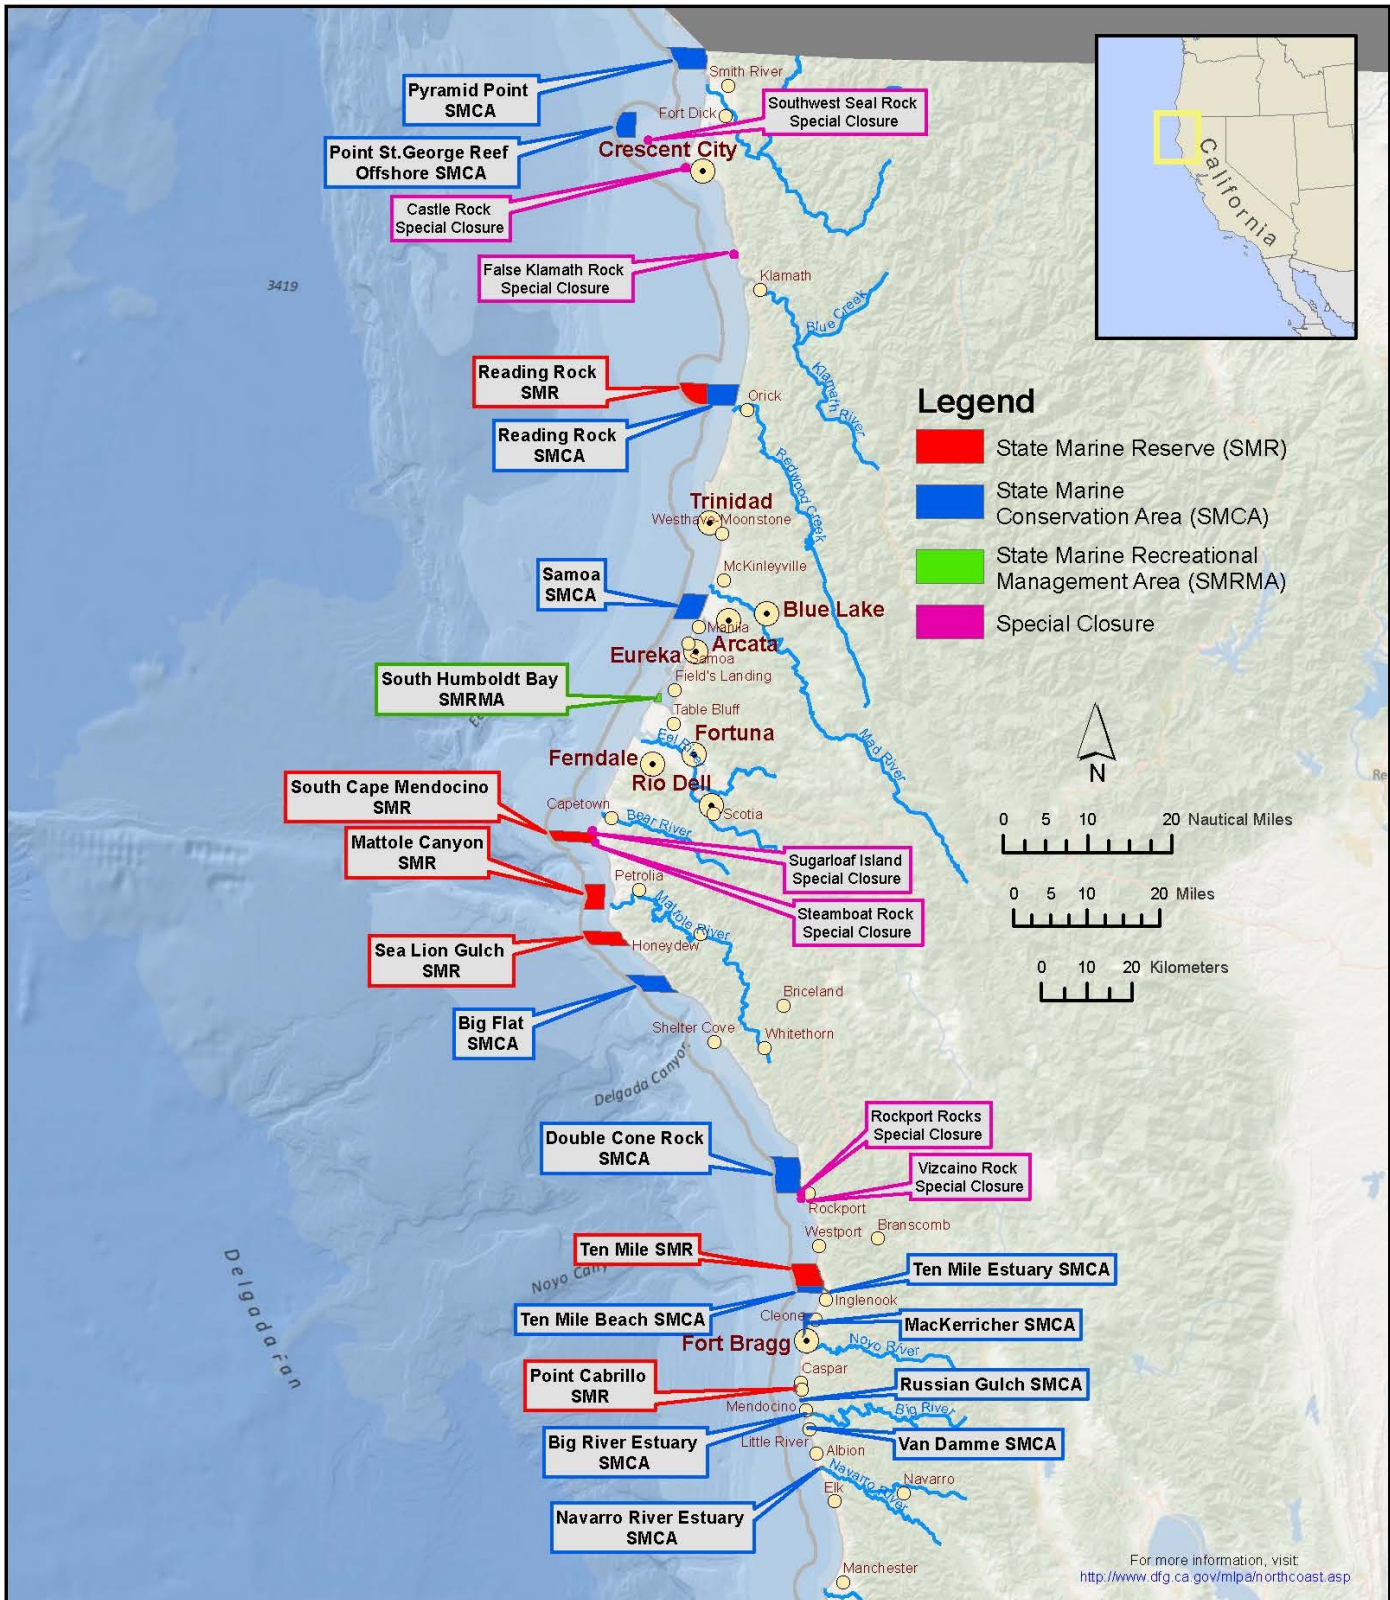 Smith River
Pyramid Point
SMCA
Southwest Seal Rock
Special Closure
Fort Dick
Crescent City
Point St.George Reef
Offshore SMCA
Castle Rock
Special Closure
California
False Klamath Rock
Special Closure
Klamath
3419
Blue Creek
Klamath River
Reading Rock
SMR
Orick
Reading Rock
SMCA
Redwood Creek
Legend
State Marine Reserve (SMR)
State Marine
Conservation Area (SMCA)
State Marine Recreational
Management Area (SMRMA)
Special Closure
Trinidad
Moonstone
McKinleyville
Samoa
SMCA
Blue Lake
Manila
Arcata
Eureka
Samoa
Field's Landing
South Humboldt Bay
SMRMA
Table Bluff
Eel River
Fortuna
Mad River
Ferndale
Rio Dell
N
South Cape Mendocino
SMR
Capetown
Bear River
Scotia
0 5 10 20 Nautical Miles
Mattole Canyon
SMR
Sugarloaf Island
Special Closure
Petrolia
0 5 10 20 Miles
Mattole River
Steamboat Rock
Special Closure
Sea Lion Gulch
SMR
Honeydew
0 10 20 Kilometers
Briceland
Big Flat
SMCA
Shelter Cove
Whitethorn
Delgada Canyon
Rockport Rocks
Special Closure
Double Cone Rock
SMCA
Vizcaino Rock
Special Closure
Rockport
Westport
Branscomb
Ten Mile SMR
Ten Mile Estuary SMCA
Delgadaran
Noyo Cany
Inglenook
Ten Mile Beach SMCA
Cleone
MacKerricher SMCA
Fort Bragg
Noyo River
Point Cabrillo
SMR
Caspar
Russian Gulch SMCA
Mendocino
Big River
Big River Estuary
SMCA
Little River
Van Damme SMCA
Albion
Navarro River
Navarro
Elk
Navarro River Estuary
SMCA
Manchester
For more information, visit:
http://www.dfg.ca.gov/mlpa/northcoast.asp